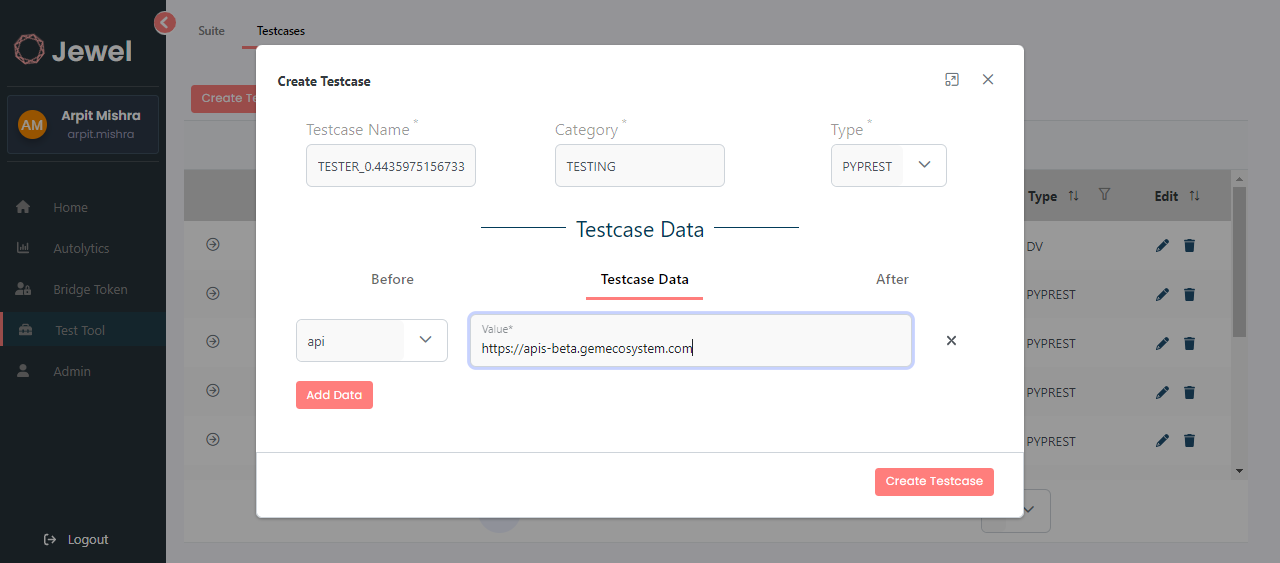 Jewel
AM
Arpit Mishra
arpit.mishra
Home
Autolytics
Bridge Token
Test Tool
Admin
Logout
Suite
Testcases
Create Te
Create Testcase
Testcase Name *
Category *
Type *
TESTER_0.4435975156733
TESTING
PYPREST
Testcase Data
Before
Testcase Data
After
api
Value*
https://apis-beta.gemecosystem.com
Add Data
Create Testcase
Type
Edit
DV
PYPREST
PYPREST
PYPREST
PYPREST